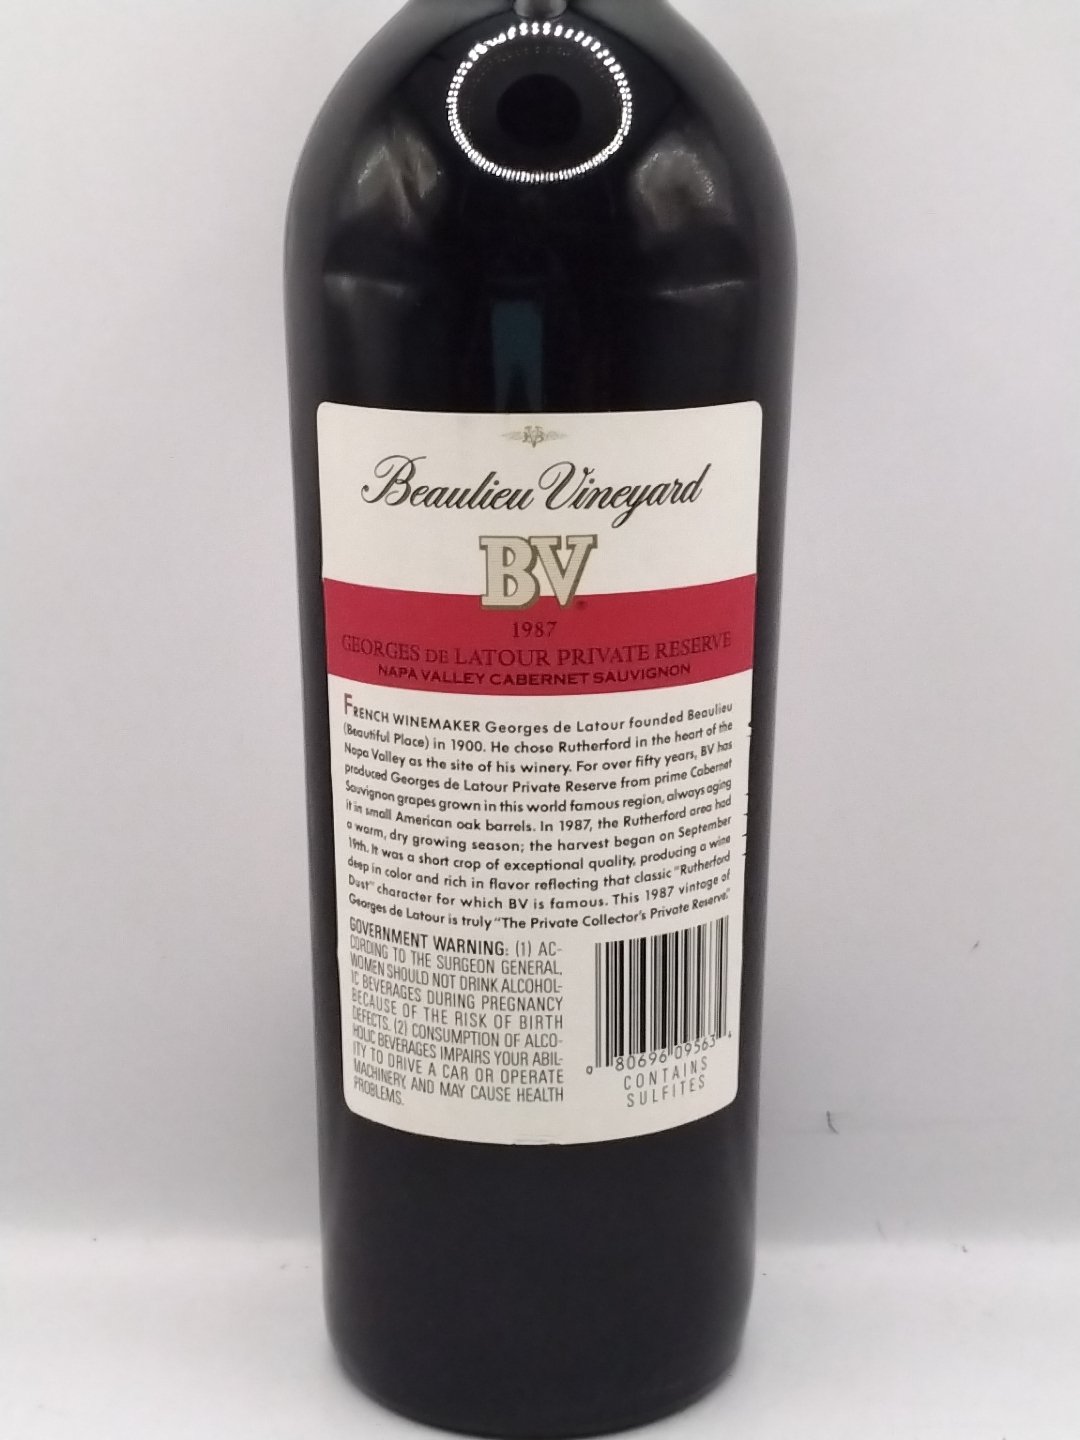 BV
Beaulieu Vineyard
BV®
1987
GEORGES DE LATOUR PRIVATE RESERVE
NAPA VALLEY CABERNET SAUVIGNON
FRENCH WINEMAKER Georges de Latour founded Beaulieu
(Beautiful Place) in 1900. He chose Rutherford in the heart of the
Napa Valley as the site of his winery. For over fifty years, BV has
produced Georges de Latour Private Reserve from prime Cabernet
Sauvignon grapes grown in this world famous region, always aging
it in small American oak barrels. In 1987, the Rutherford area had
a warm, dry growing season; the harvest began on September
19th. It was a short crop of exceptional quality, producing a wine
deep in color and rich in flavor reflecting that classic "Rutherford
Dust" character for which BV is famous. This 1987 vintage of
Georges de Latour is truly "The Private Collector's Private Reserve."
GOVERNMENT WARNING: (1) AC-
CORDING TO THE SURGEON GENERAL,
WOMEN SHOULD NOT DRINK ALCOHOL-
IC BEVERAGES DURING PREGNANCY
BECAUSE OF THE RISK OF BIRTH
DEFECTS. (2) CONSUMPTION OF ALCO-
HOLIC BEVERAGES IMPAIRS YOUR ABIL-
ITY TO DRIVE A CAR OR OPERATE
MACHINERY, AND MAY CAUSE HEALTH
PROBLEMS.
0 80696 09563 4
CONTAINS
SULFITES